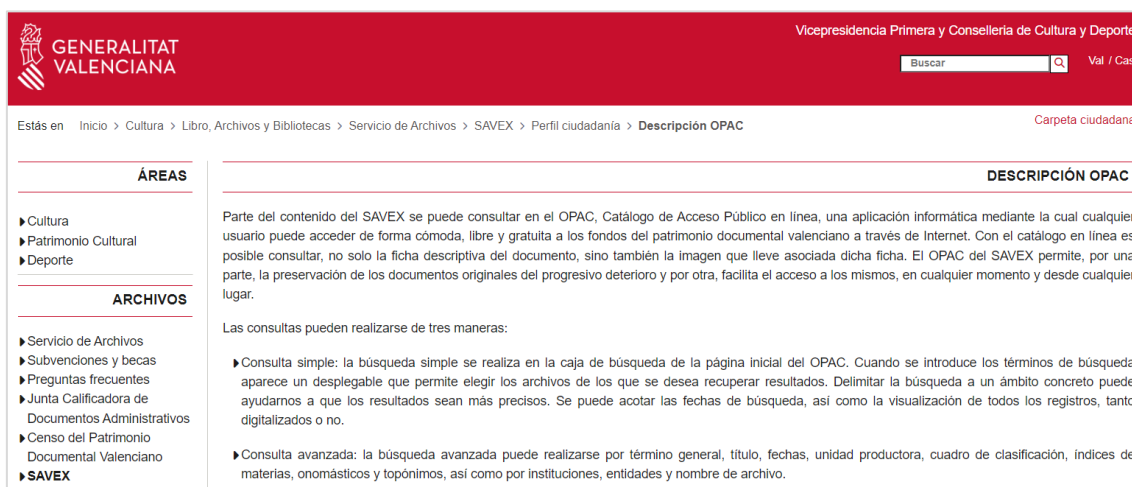 GENERALITAT
VALENCIANA
Vicepresidencia Primera y Conselleria de Cultura y Deporte
Buscar
Val / Cas
Estás en Inicio > Cultura > Libro, Archivos y Bibliotecas > Servicio de Archivos > SAVEX > Perfil ciudadanía > Descripción OPAC
Carpeta ciudadana
ÁREAS
Cultura
Patrimonio Cultural
Deporte
ARCHIVOS
Servicio de Archivos
Subvenciones y becas
Preguntas frecuentes
Junta Calificadora de
Documentos Administrativos
Censo del Patrimonio
Documental Valenciano
SAVEX
DESCRIPCIÓN OPAC
Parte del contenido del SAVEX se puede consultar en el OPAC, Catálogo de Acceso Público en línea, una aplicación informática mediante la cual cualquier
usuario puede acceder de forma cómoda, libre y gratuita a los fondos del patrimonio documental valenciano a través de Internet. Con el catálogo en línea es
posible consultar, no solo la ficha descriptiva del documento, sino también la imagen que lleve asociada dicha ficha. El OPAC del SAVEX permite, por una
parte, la preservación de los documentos originales del progresivo deterioro y por otra, facilita el acceso a los mismos, en cualquier momento y desde cualquier
lugar.
Las consultas pueden realizarse de tres maneras:
Consulta simple: la búsqueda simple se realiza en la caja de búsqueda de la página inicial del OPAC. Cuando se introduce los términos de búsqueda
aparece un desplegable que permite elegir los archivos de los que se desea recuperar resultados. Delimitar la búsqueda a un ámbito concreto puede
ayudarnos a que los resultados sean más precisos. Se puede acotar las fechas de búsqueda, así como la visualización de todos los registros, tanto
digitalizados o no.
Consulta avanzada: la búsqueda avanzada puede realizarse por término general, título, fechas, unidad productora, cuadro de clasificación, índices de
materias, onomásticos y topónimos, así como por instituciones, entidades y nombre de archivo.